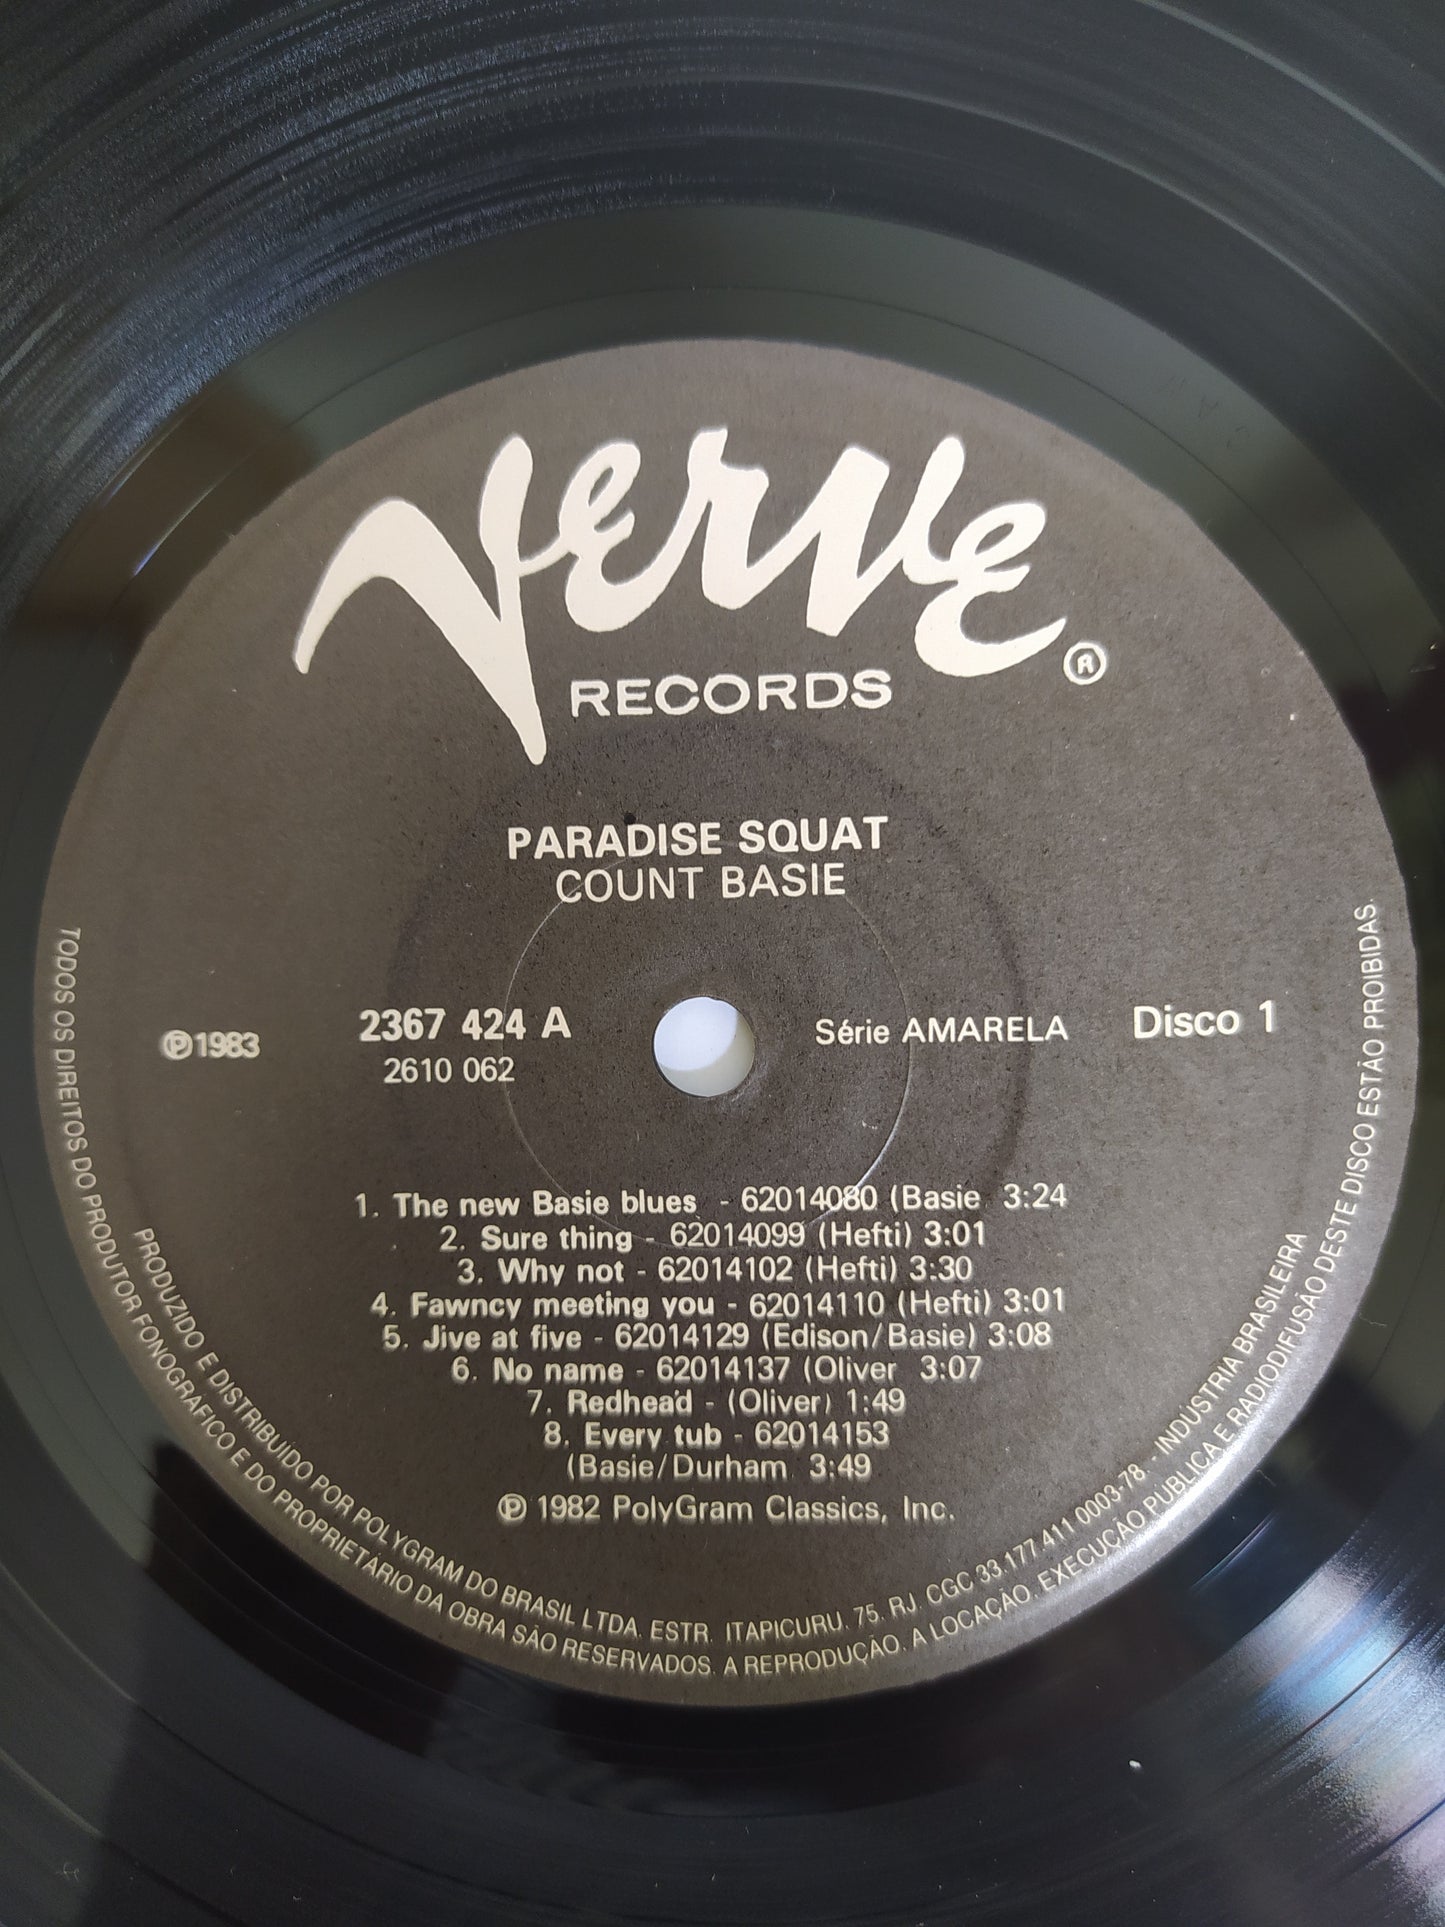 Verve ®
RECORDS
PARADISE SQUAT
COUNT BASIE
℗1983
2367 424 A
2610 062
Série AMARELA
Disco 1
1. The new Basie blues - 62014080 (Basie 3:24
2. Sure thing - 62014099 (Hefti) 3:01
3. Why not - 62014102 (Hefti) 3:30
4. Fawncy meeting you - 62014110 (Hefti) 3:01
5. Jive at five - 62014129 (Edison/Basie) 3:08
6. No name - 62014137 (Oliver 3:07
7. Redhead - (Oliver) 1:49
8. Every tub - 62014153
(Basie/Durham 3:49
℗ 1982 PolyGram Classics, Inc.
PRODUZIDO E DISTRIBUIDO POR POLYGRAM DO BRASIL LTDA. ESTR. ITAPICURU. 75. RJ. CGC 33.177 411 0003-78 - INDUSTRIA BRASILEIRA
TODOS OS DIREITOS DO PRODUTOR FONOGRAFICO E DO PROPRIETARIO DA OBRA SÃO RESERVADOS. A REPRODUÇÃO. A LOCAÇÃO. EXECUÇÃO PUBLICA E RADIODIFUSÃO DESTE DISCO ESTÃO PROIBIDAS.